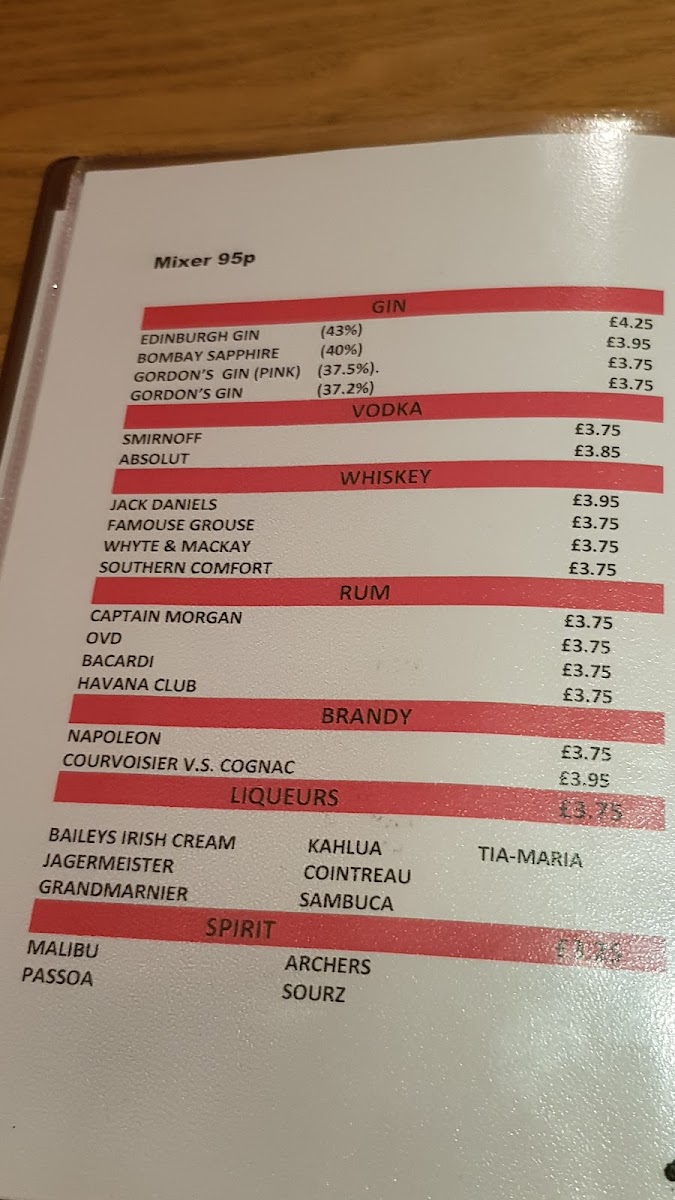 Mixer 95p
GIN
EDINBURGH GIN (43%) £4.25
BOMBAY SAPPHIRE (40%) £3.95
GORDON'S GIN (PINK) (37.5%). £3.75
GORDON'S GIN (37.2%) £3.75
VODKA
SMIRNOFF £3.75
ABSOLUT £3.85
WHISKEY
JACK DANIELS £3.95
FAMOUSE GROUSE £3.75
WHYTE & MACKAY £3.75
SOUTHERN COMFORT £3.75
RUM
CAPTAIN MORGAN £3.75
OVD £3.75
BACARDI £3.75
HAVANA CLUB £3.75
BRANDY
NAPOLEON £3.75
COURVOISIER V.S. COGNAC £3.95
LIQUEURS £3.75
BAILEYS IRISH CREAM KAHLUA TIA-MARIA
JAGERMEISTER COINTREAU
GRANDMARNIER SAMBUCA
SPIRIT
MALIBU ARCHERS
PASSOA SOURZ